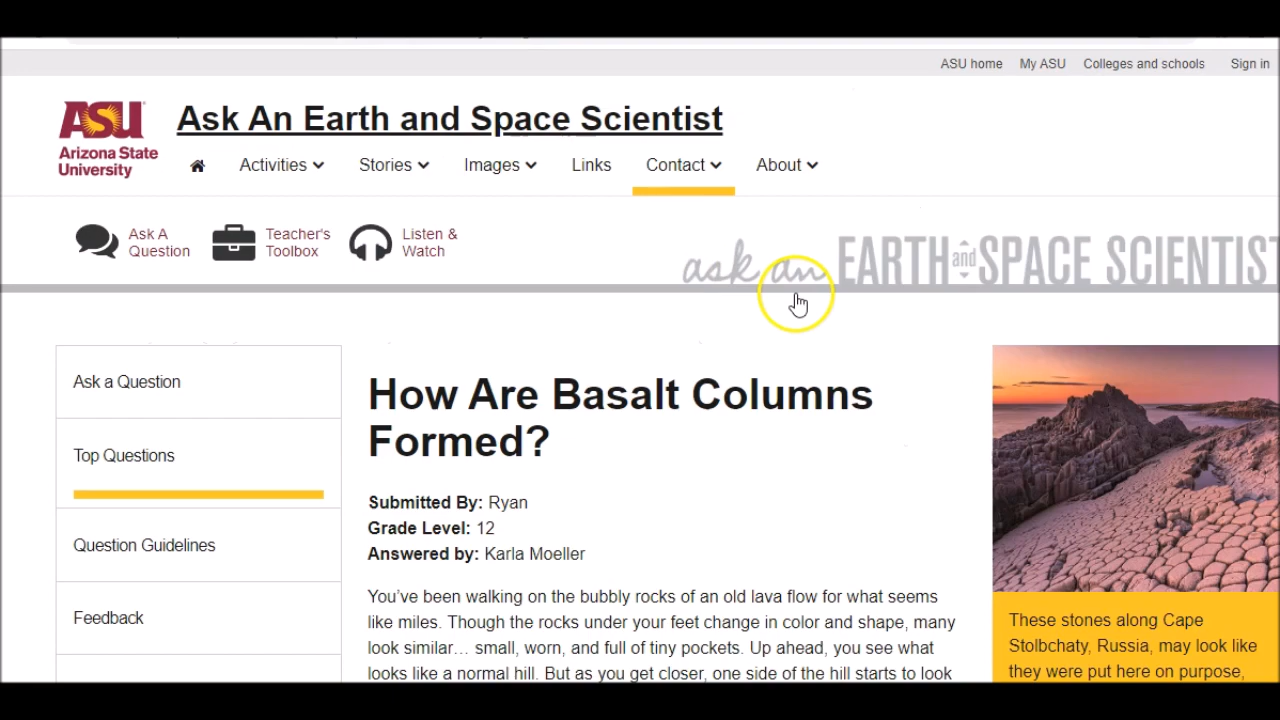 ASU home My ASU Colleges and schools Sign in
ASU
Arizona State
University
Ask An Earth and Space Scientist
Activities Stories Images Links Contact About
Ask A
Question
Teacher's
Toolbox
Listen &
Watch
ask an EARTH and SPACE SCIENTIST
Ask a Question
Top Questions
Question Guidelines
Feedback
How Are Basalt Columns
Formed?
Submitted By: Ryan
Grade Level: 12
Answered by: Karla Moeller
You’ve been walking on the bubbly rocks of an old lava flow for what seems
like miles. Though the rocks under your feet change in color and shape, many
look similar… small, worn, and full of tiny pockets. Up ahead, you see what
looks like a normal hill. But as you get closer, one side of the hill starts to look
These stones along Cape
Stolbchaty, Russia, may look like
they were put here on purpose,